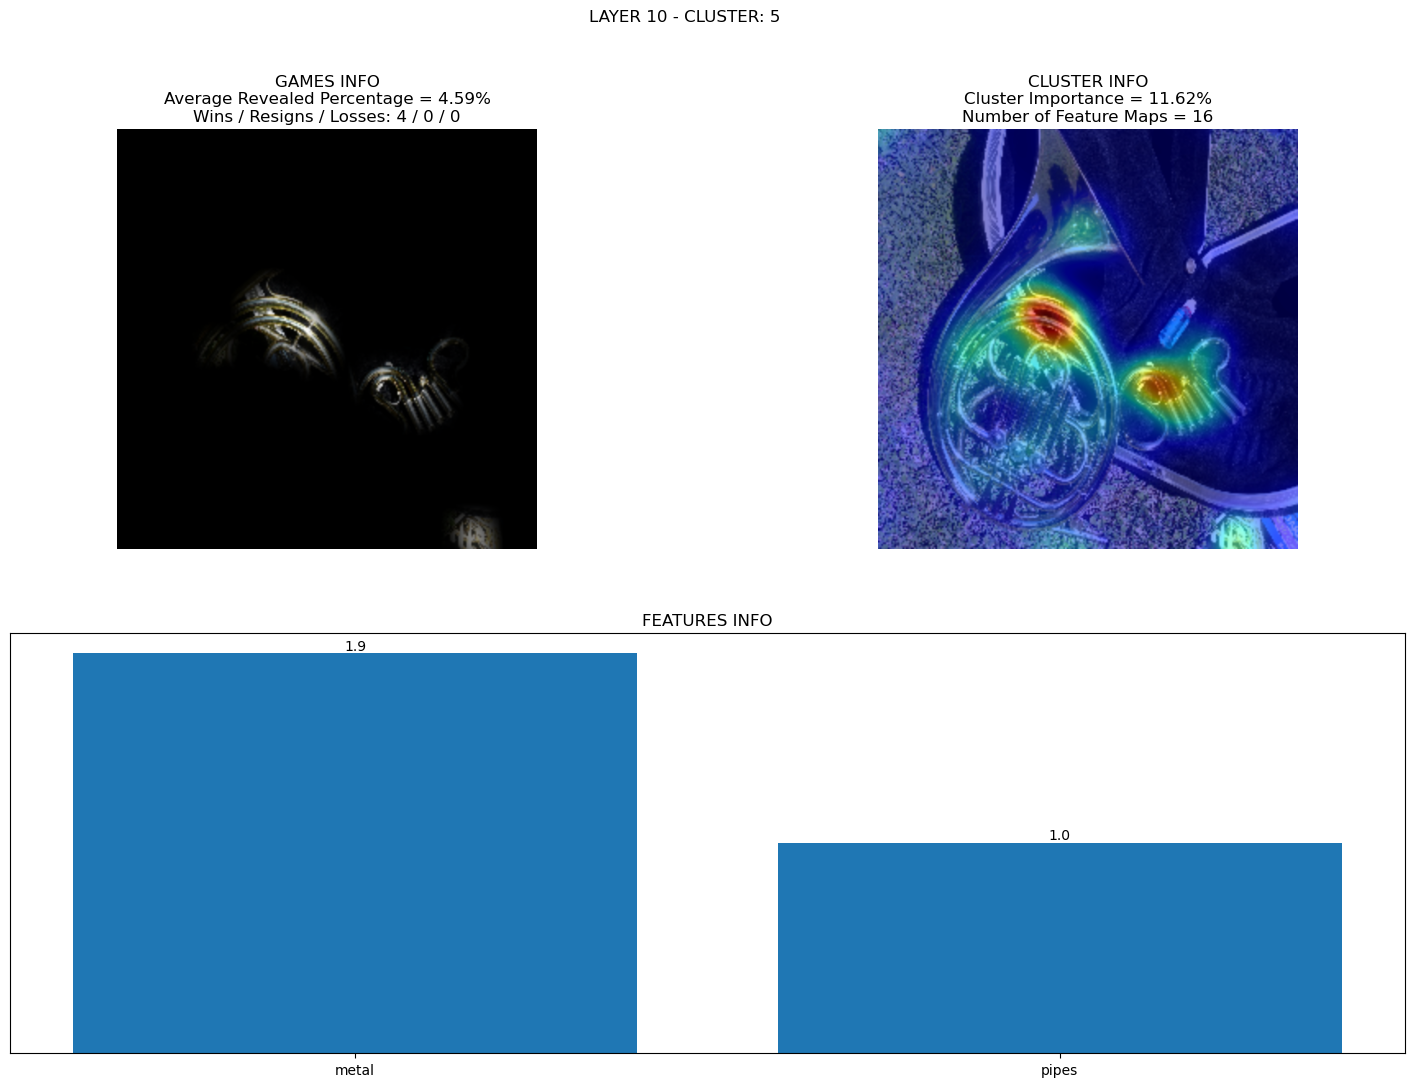 LAYER 10 - CLUSTER: 5
GAMES INFO
Average Revealed Percentage = 4.59%
Wins / Resigns / Losses: 4 / 0 / 0
CLUSTER INFO
Cluster Importance = 11.62%
Number of Feature Maps = 16
FEATURES INFO
1.9
1.0
metal
pipes